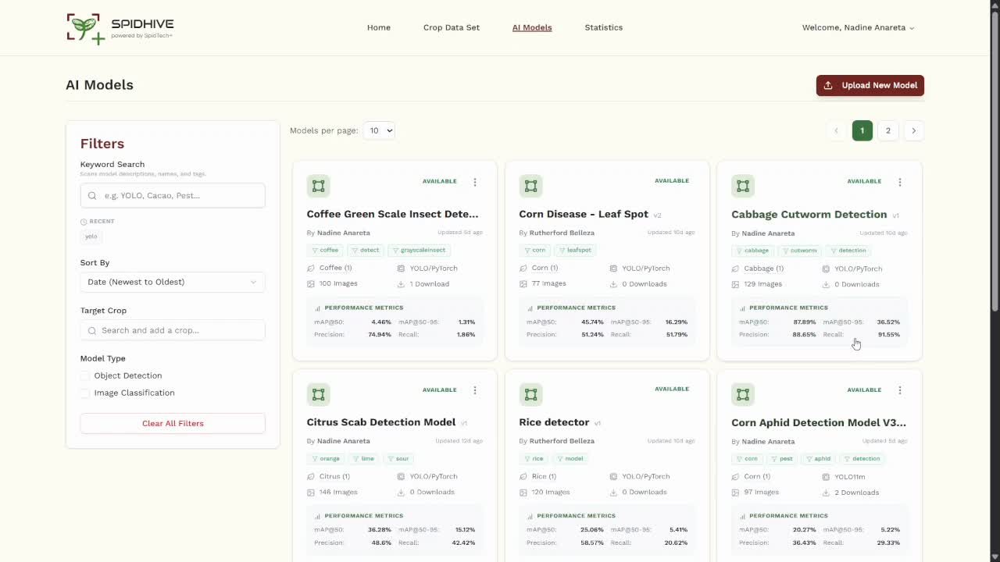 SPIDHIVE
powered by SpidTech+
Home
Crop Data Set
AI Models
Statistics
Welcome, Nadine Anareta
AI Models
Upload New Model
Filters
Keyword Search
Scans model descriptions, names, and tags.
e.g. YOLO, Cacao, Pest...
RECENT
yolo
Sort By
Date (Newest to Oldest)
Target Crop
Search and add a crop...
Model Type
Object Detection
Image Classification
Clear All Filters
Models per page: 10
1
2
AVAILABLE
Coffee Green Scale Insect Dete...
By Nadine Anareta Updated 5d ago
coffee detect grayscaleinsect
Coffee (1) YOLO/PyTorch
100 Images 1 Download
PERFORMANCE METRICS
mAP@50: 4.46% mAP@50-95: 1.31%
Precision: 74.94% Recall: 1.86%
AVAILABLE
Corn Disease - Leaf Spot v2
By Rutherford Belleza Updated 10d ago
corn leafspot
Corn (1) YOLO/PyTorch
77 Images 0 Downloads
PERFORMANCE METRICS
mAP@50: 45.74% mAP@50-95: 16.29%
Precision: 51.24% Recall: 51.79%
AVAILABLE
Cabbage Cutworm Detection v1
By Nadine Anareta Updated 10d ago
cabbage cutworm detection
Cabbage (1) YOLO/PyTorch
129 Images 0 Downloads
PERFORMANCE METRICS
mAP@50: 87.89% mAP@50-95: 36.52%
Precision: 88.65% Recall: 91.55%
AVAILABLE
Citrus Scab Detection Model v1
By Nadine Anareta Updated 12d ago
orange lime sour
Citrus (1) YOLO/PyTorch
146 Images 0 Downloads
PERFORMANCE METRICS
mAP@50: 36.28% mAP@50-95: 15.12%
Precision: 48.6% Recall: 42.42%
AVAILABLE
Rice detector v1
By Rutherford Belleza Updated 10d ago
rice model
Rice (1) YOLO/PyTorch
120 Images 0 Downloads
PERFORMANCE METRICS
mAP@50: 25.06% mAP@50-95: 5.41%
Precision: 58.57% Recall: 20.62%
AVAILABLE
Corn Aphid Detection Model V3...
By Nadine Anareta Updated 5d ago
corn pest aphid detection
Corn (1) YOLO11m
97 Images 2 Downloads
PERFORMANCE METRICS
mAP@50: 20.27% mAP@50-95: 5.22%
Precision: 36.43% Recall: 29.33%